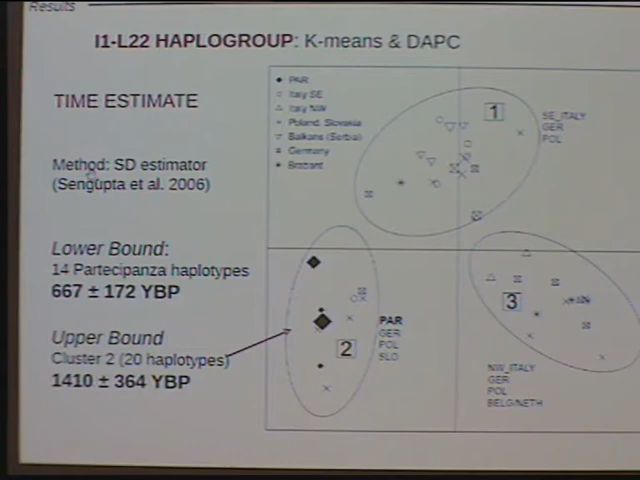 Results
I1-L22 HAPLOGROUP: K-means & DAPC
TIME ESTIMATE
Method: SD estimator
(Sengupta et al. 2006)
Lower Bound:
14 Partecipanza haplotypes
667 ± 172 YBP
Upper Bound
Cluster 2 (20 haplotypes)
1410 ± 364 YBP
PAR
Italy SE
Italy NW
Poland, Slovakia
Balkans (Serbia)
Germany
Brabant
1
SE_ITALY
GER
POL
2
PAR
GER
POL
SLO
3
NW_ITALY
GER
POL
BELG/NETH